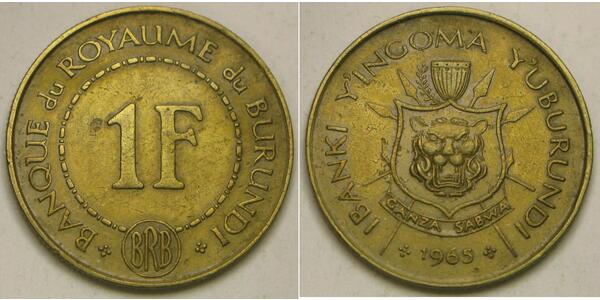 BANQUE du ROYAUME du BURUNDI
1F
BRB
IBANKI Y'INGOMA Y'UBURUNDI
GANZA SABWA
1965